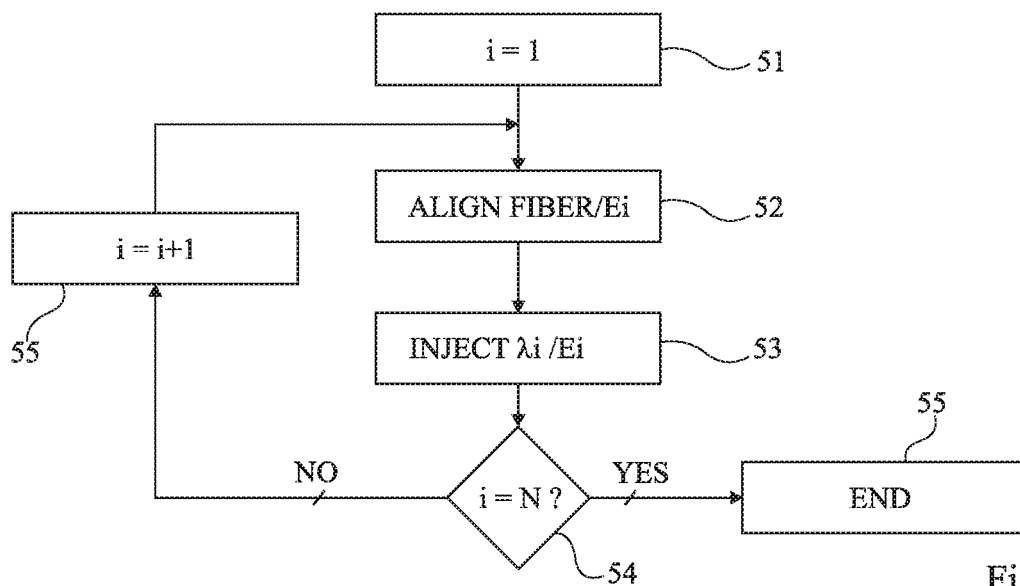 i = 1
51
ALIGN FIBER/Ei
52
i = i+1
55
INJECT λi /Ei
53
NO
i = N ?
YES
54
55
END